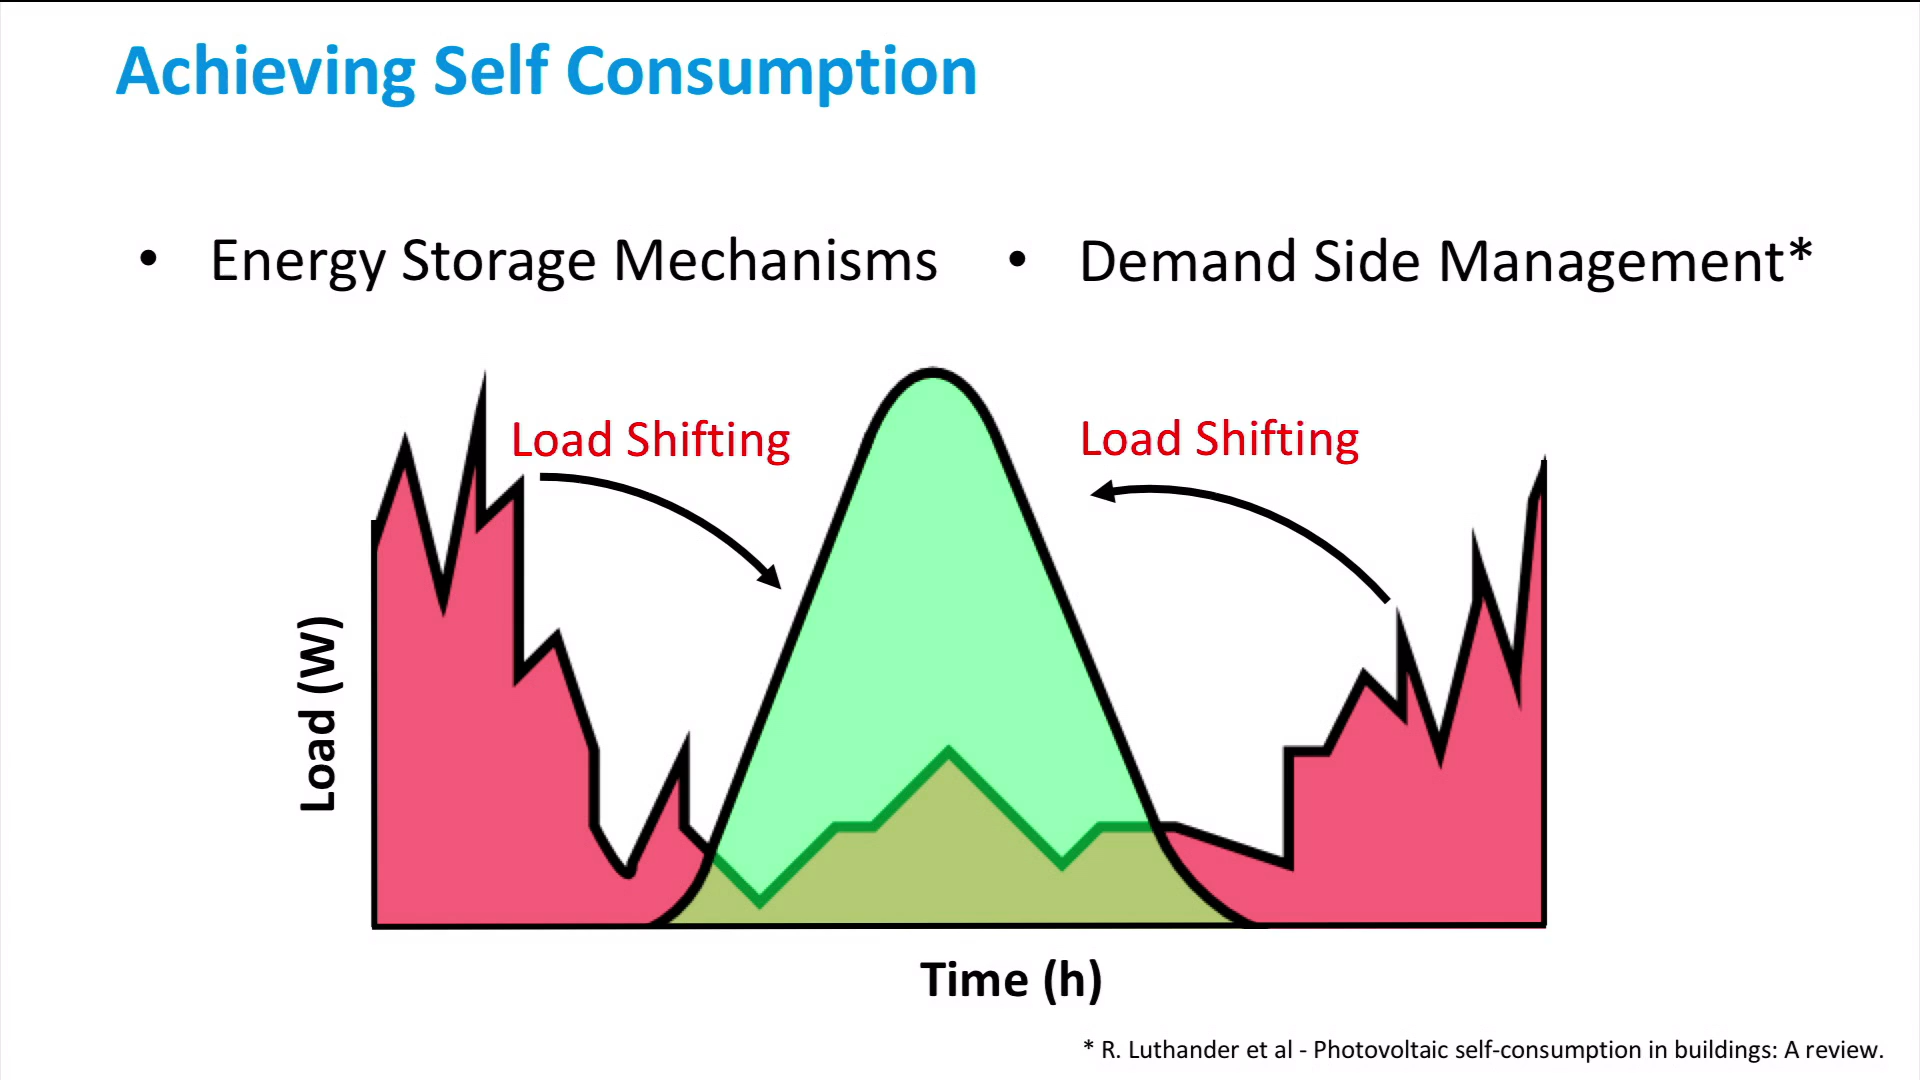 Achieving Self Consumption
• Energy Storage Mechanisms
• Demand Side Management*
Load Shifting
Load Shifting
Load (W)
Time (h)
* R. Luthander et al - Photovoltaic self-consumption in buildings: A review.